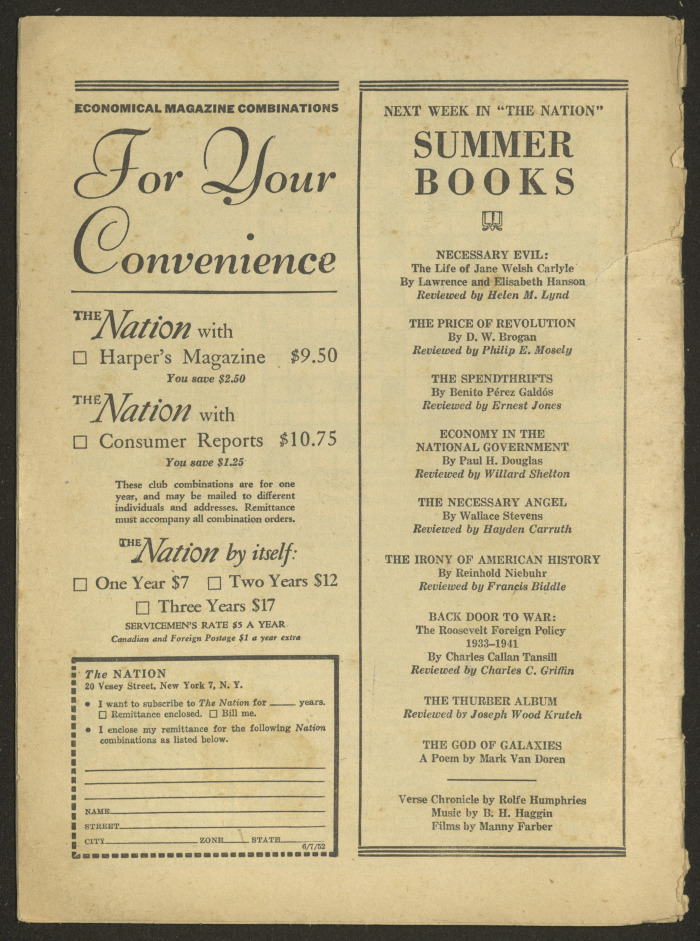 ECONOMICAL MAGAZINE COMBINATIONS
For Your
Convenience
THE Nation with
☐ Harper's Magazine $9.50
You save $2.50
THE Nation with
☐ Consumer Reports $10.75
You save $1.25
These club combinations are for one
year, and may be mailed to different
individuals and addresses. Remittance
must accompany all combination orders.
THE Nation by itself:
☐ One Year $7 ☐ Two Years $12
☐ Three Years $17
SERVICEMEN'S RATE $5 A YEAR
Canadian and Foreign Postage $1 a year extra
The NATION
20 Vesey Street, New York 7, N. Y.
• I want to subscribe to The Nation for ____ years.
☐ Remittance enclosed. ☐ Bill me.
• I enclose my remittance for the following Nation
combinations as listed below.
NAME
STREET
CITY ZONE STATE
6/7/52
NEXT WEEK IN "THE NATION"
SUMMER
BOOKS
NECESSARY EVIL:
The Life of Jane Welsh Carlyle
By Lawrence and Elisabeth Hanson
Reviewed by Helen M. Lynd
THE PRICE OF REVOLUTION
By D. W. Brogan
Reviewed by Philip E. Mosely
THE SPENDTHRIFTS
By Benito Pérez Galdós
Reviewed by Ernest Jones
ECONOMY IN THE
NATIONAL GOVERNMENT
By Paul H. Douglas
Reviewed by Willard Shelton
THE NECESSARY ANGEL
By Wallace Stevens
Reviewed by Hayden Carruth
THE IRONY OF AMERICAN HISTORY
By Reinhold Niebuhr
Reviewed by Francis Biddle
BACK DOOR TO WAR:
The Roosevelt Foreign Policy
1933–1941
By Charles Callan Tansill
Reviewed by Charles C. Griffin
THE THURBER ALBUM
Reviewed by Joseph Wood Krutch
THE GOD OF GALAXIES
A Poem by Mark Van Doren
Verse Chronicle by Rolfe Humphries
Music by B. H. Haggin
Films by Manny Farber